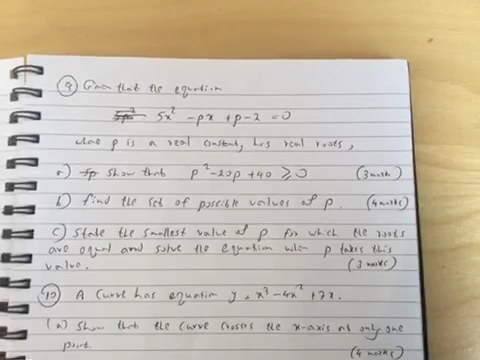 9) Given that the equation
5x² - px + p - 2 = 0
where p is a real constant, has real roots,
a) show that p² - 20p + 40 ≥ 0 (3 marks)
b) find the set of possible values of p. (4 marks)
c) State the smallest value of p for which the roots
are equal and solve the equation when p takes this
value. (3 marks)
10) A curve has equation y = x³ - 4x² + 7x.
(a) Show that the curve crosses the x-axis at only one
point. (4 marks)